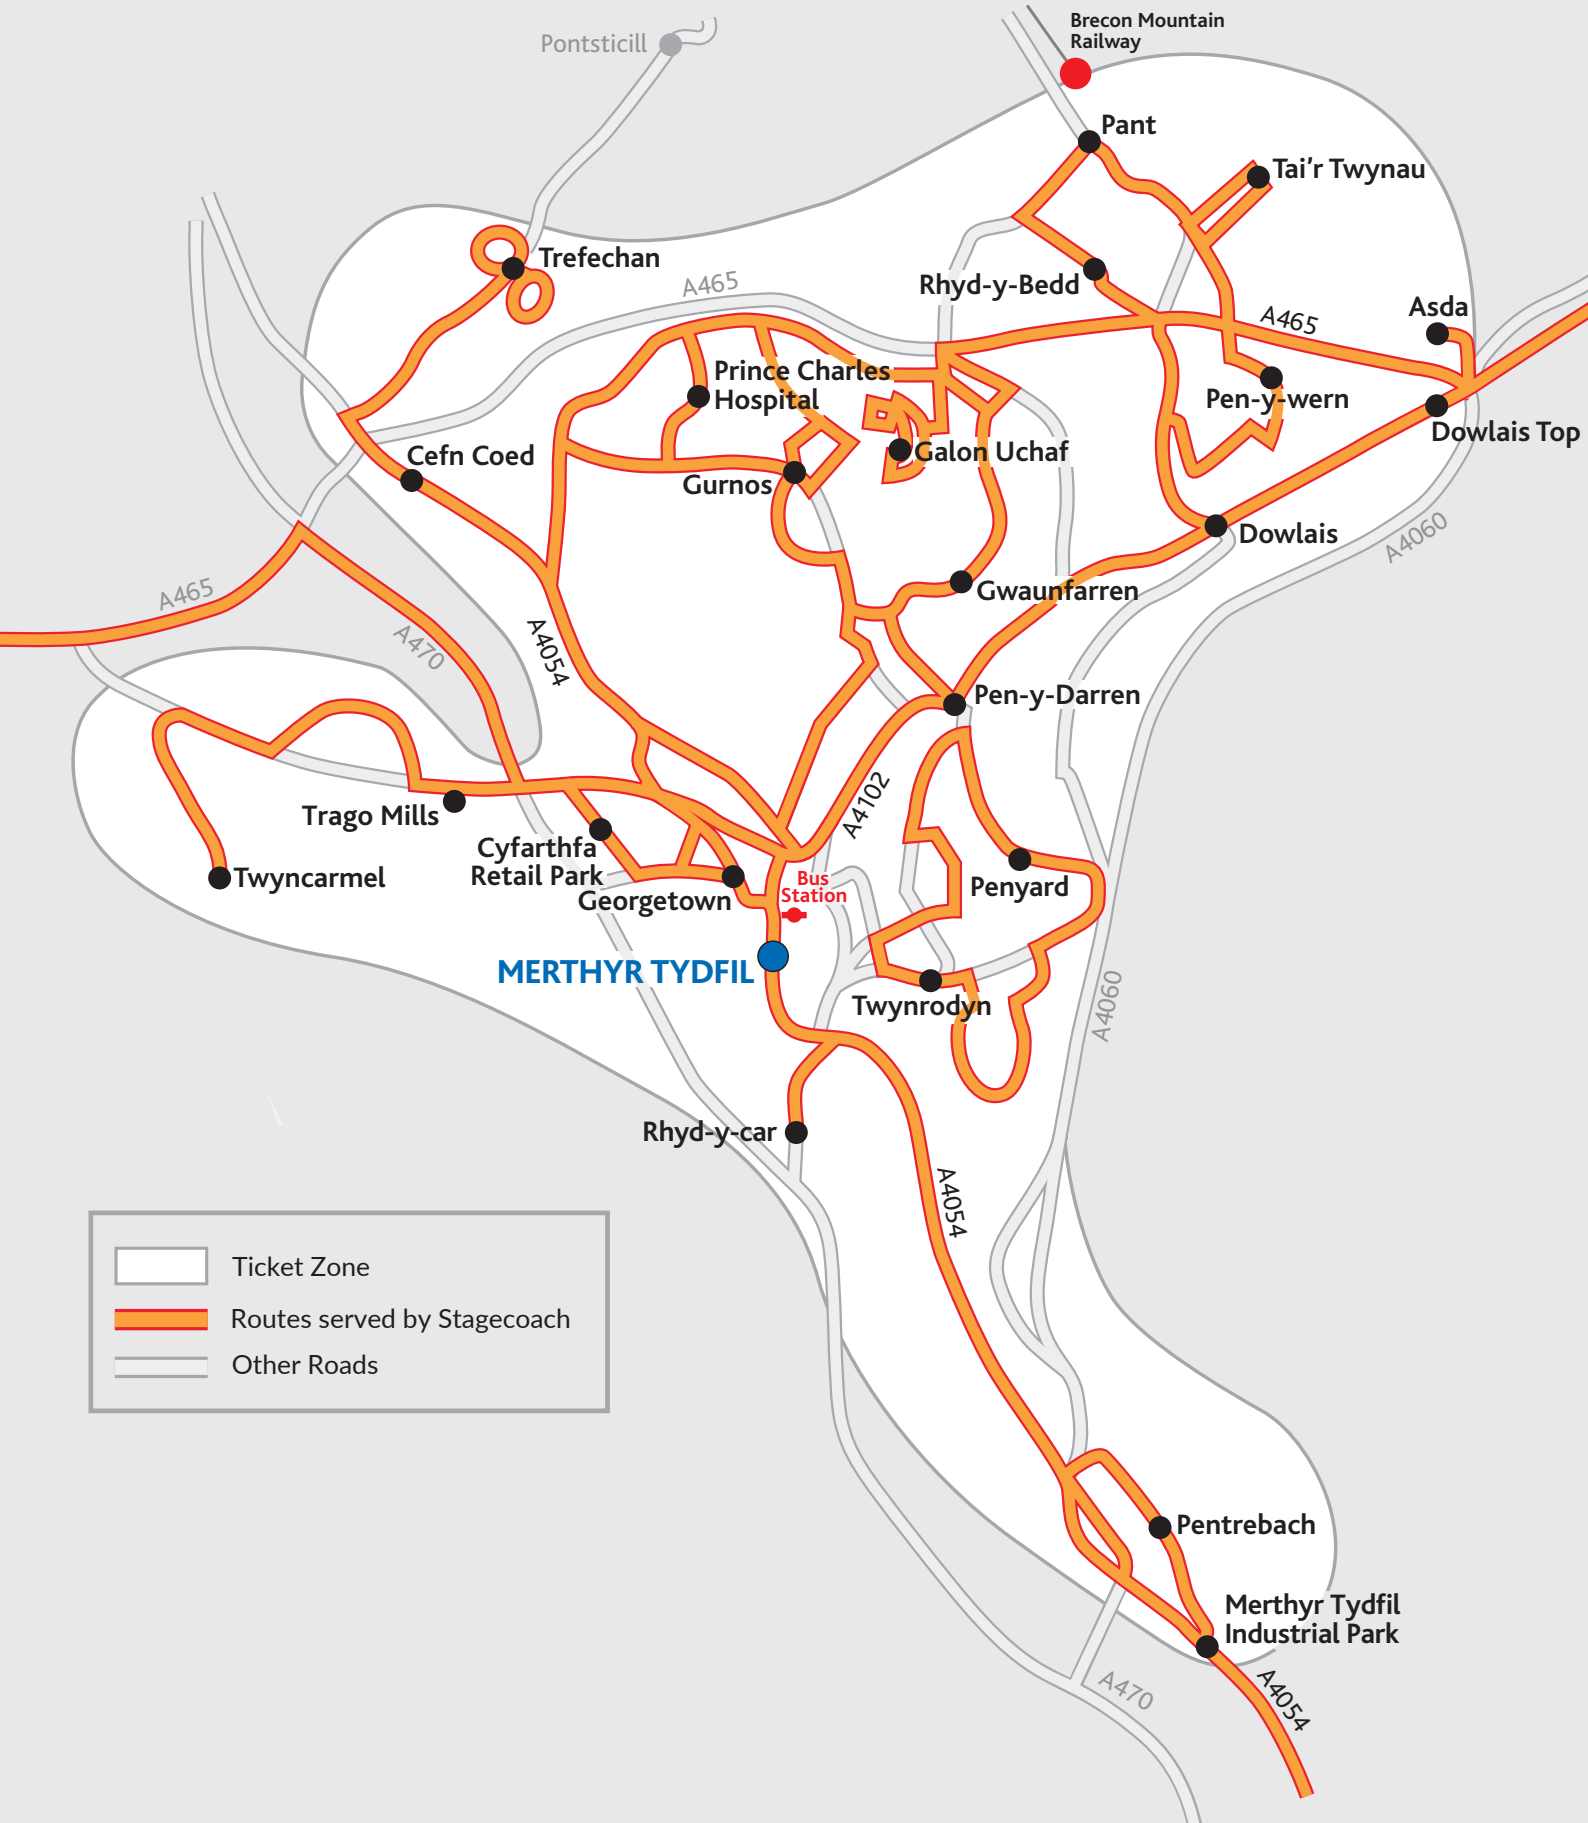 Brecon Mountain
Railway
Pontsticill
Pant
Tai'r Twynau
Trefechan
A465
Rhyd-y-Bedd
Asda
A465
Prince Charles
Hospital
Pen-y-wern
Dowlais Top
Cefn Coed
Galon Uchaf
Gurnos
Dowlais
A4060
A465
Gwaunfarren
A470
A4054
Pen-y-Darren
A4102
Trago Mills
Cyfarthfa
Retail Park
Penyard
Twyncarmel
Bus
Station
Georgetown
MERTHYR TYDFIL
Twynrodyn
A4060
Rhyd-y-car
A4054
Ticket Zone
Routes served by Stagecoach
Other Roads
Pentrebach
Merthyr Tydfil
Industrial Park
A470
A4054